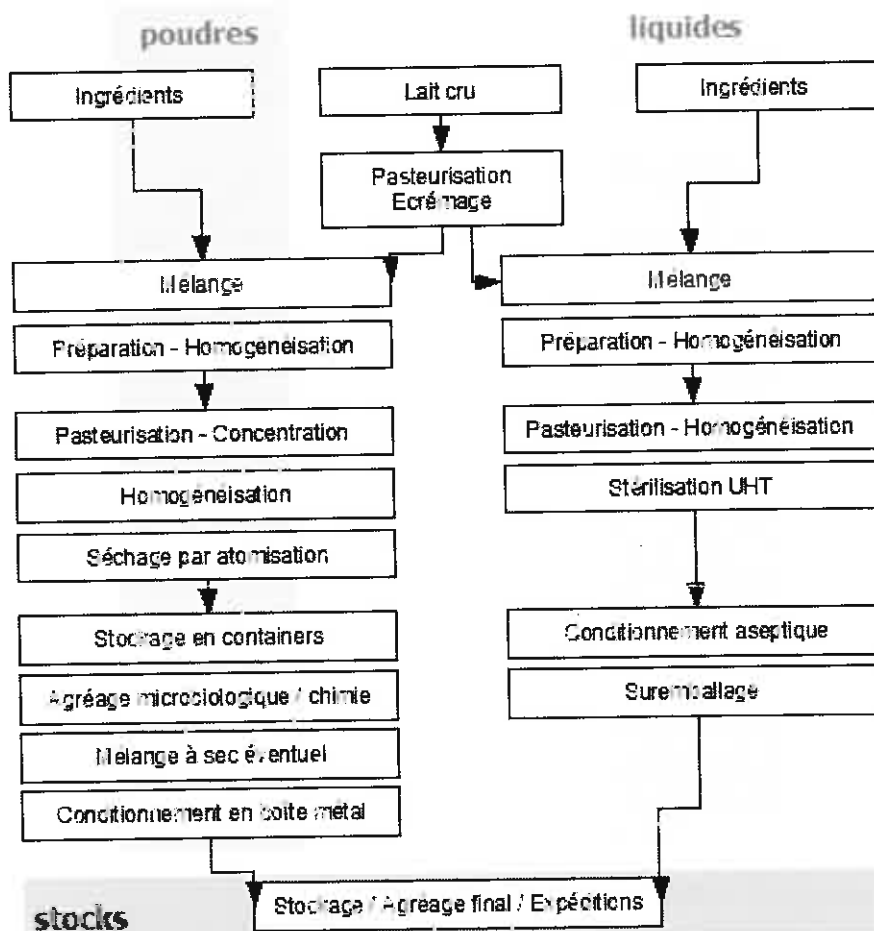 poudres
liquides
Ingrédients
Lait cru
Ingrédients
Pasteurisation
Ecrémage
Mélange
Mélange
Préparation - Homogénéisation
Préparation - Homogénéisation
Pasteurisation - Concentration
Pasteurisation - Homogénéisation
Homogénéisation
Stérilisation UHT
Séchage par atomisation
Stockage en containers
Conditionnement aseptique
Agréage microbiologique / chimie
Suremballage
Mélange à sec éventuel
Conditionnement en boîte métal
Stockage / Agréage final / Expéditions
stocks